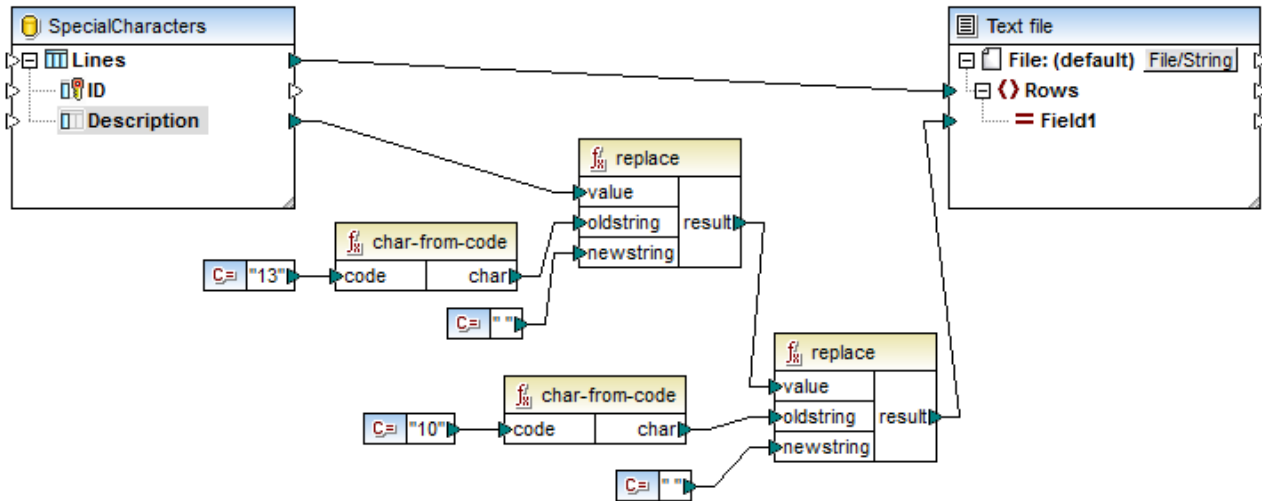 SpecialCharacters
Lines
ID
Description
Text file
File: (default) File/String
Rows
Field1
replace
value
oldstring
newstring
result
char-from-code
code
char
C= "13"
C= " "
replace
value
oldstring
newstring
result
char-from-code
code
char
C= "10"
C= " "